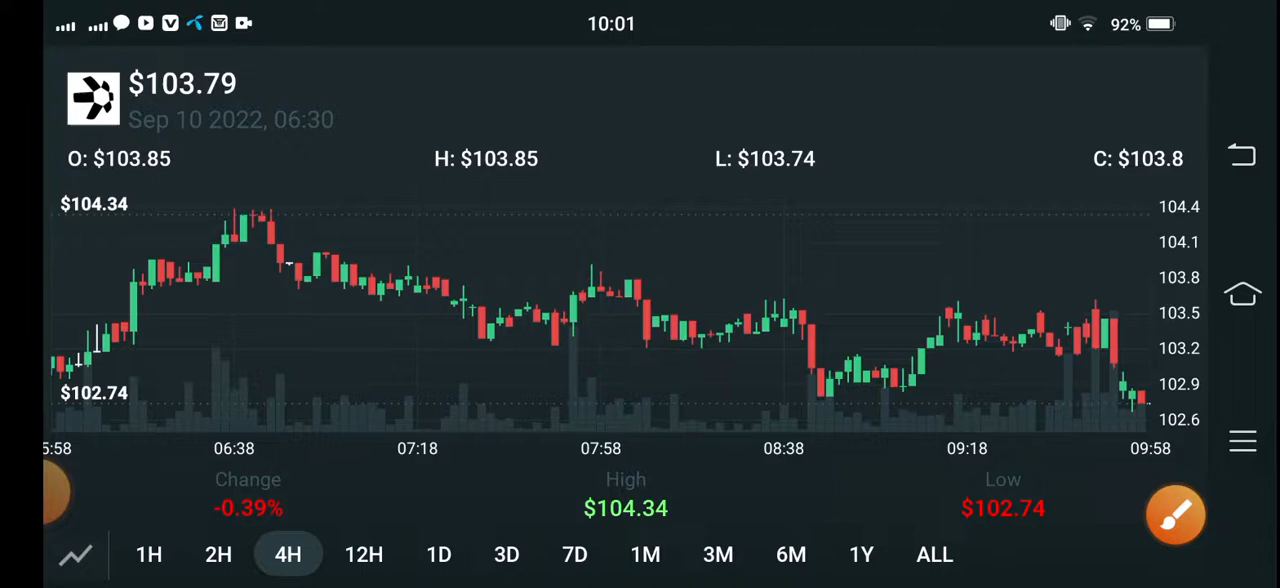 10:01
92%
$103.79
Sep 10 2022, 06:30
O: $103.85 H: $103.85 L: $103.74 C: $103.8
$104.34
104.4
104.1
103.8
103.5
103.2
$102.74
102.9
102.6
5:58 06:38 07:18 07:58 08:38 09:18 09:58
Change High Low
-0.39% $104.34 $102.74
1H 2H 4H 12H 1D 3D 7D 1M 3M 6M 1Y ALL